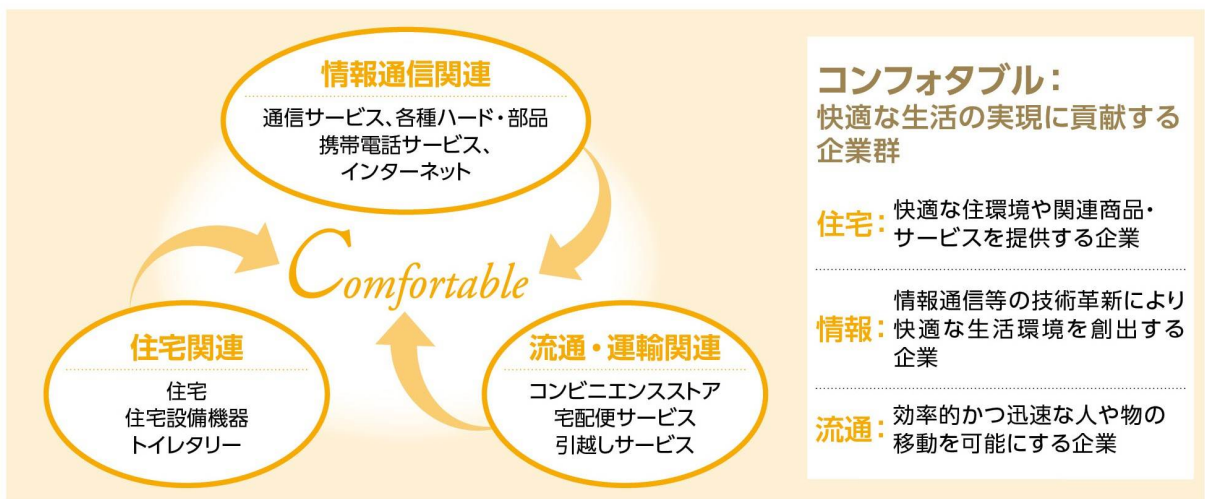 情報通信関連
通信サービス、各種ハード・部品
携帯電話サービス、
インターネット
Comfortable
住宅関連
住宅
住宅設備機器
トイレタリー
流通・運輸関連
コンビニエンスストア
宅配便サービス
引越しサービス
コンフォタブル：
快適な生活の実現に貢献する
企業群
住宅：快適な住環境や関連商品・
サービスを提供する企業
情報：情報通信等の技術革新により
快適な生活環境を創出する
企業
流通：効率的かつ迅速な人や物の
移動を可能にする企業